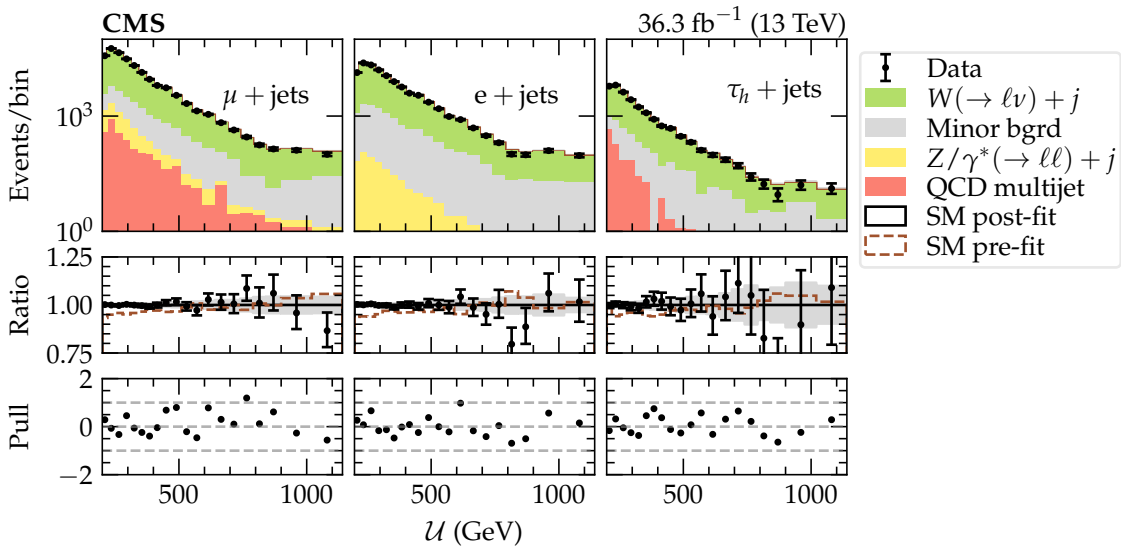 CMS
36.3 fb⁻¹ (13 TeV)
Events/bin
10³
10⁰
μ + jets
e + jets
τₕ + jets
Data
W(→ ℓν) + j
Minor bgrd
Z/γ*(→ ℓℓ) + j
QCD multijet
SM post-fit
SM pre-fit
Ratio
1.25
1.00
0.75
Pull
2
0
−2
500 1000 500 1000 500 1000
𝒰 (GeV)